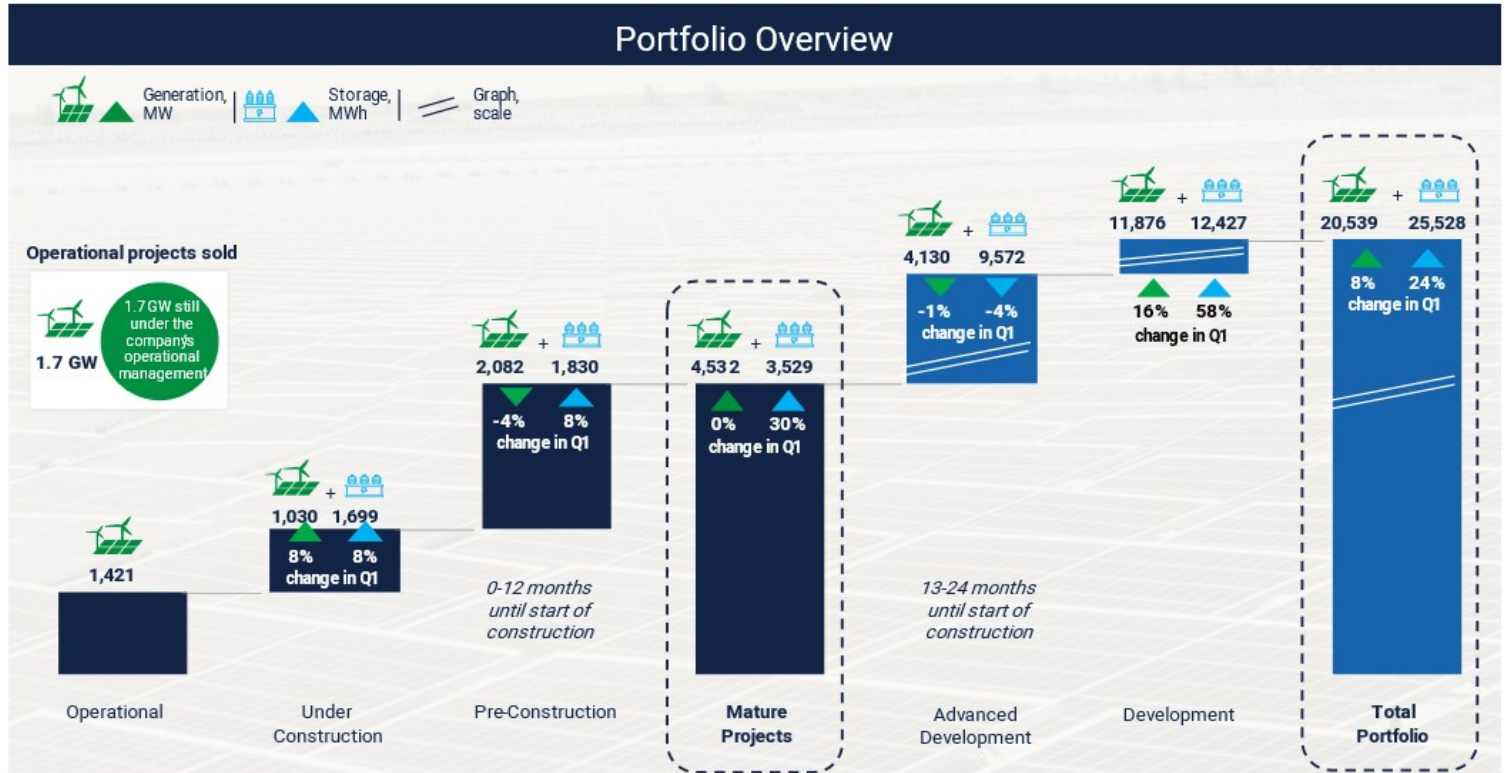 Portfolio Overview
Generation,
MW
Storage,
MWh
Graph,
scale
Operational projects sold
1.7 GW
1.7 GW still
under the
company's
operational
management
1,421
Operational
1,030 1,699
8% 8%
change in Q1
Under
Construction
2,082 1,830
-4% 8%
change in Q1
0-12 months
until start of
construction
Pre-Construction
4,532 3,529
0% 30%
change in Q1
Mature
Projects
4,130 9,572
-1% -4%
change in Q1
13-24 months
until start of
construction
Advanced
Development
11,876 12,427
16% 58%
change in Q1
Development
20,539 25,528
8% 24%
change in Q1
Total
Portfolio